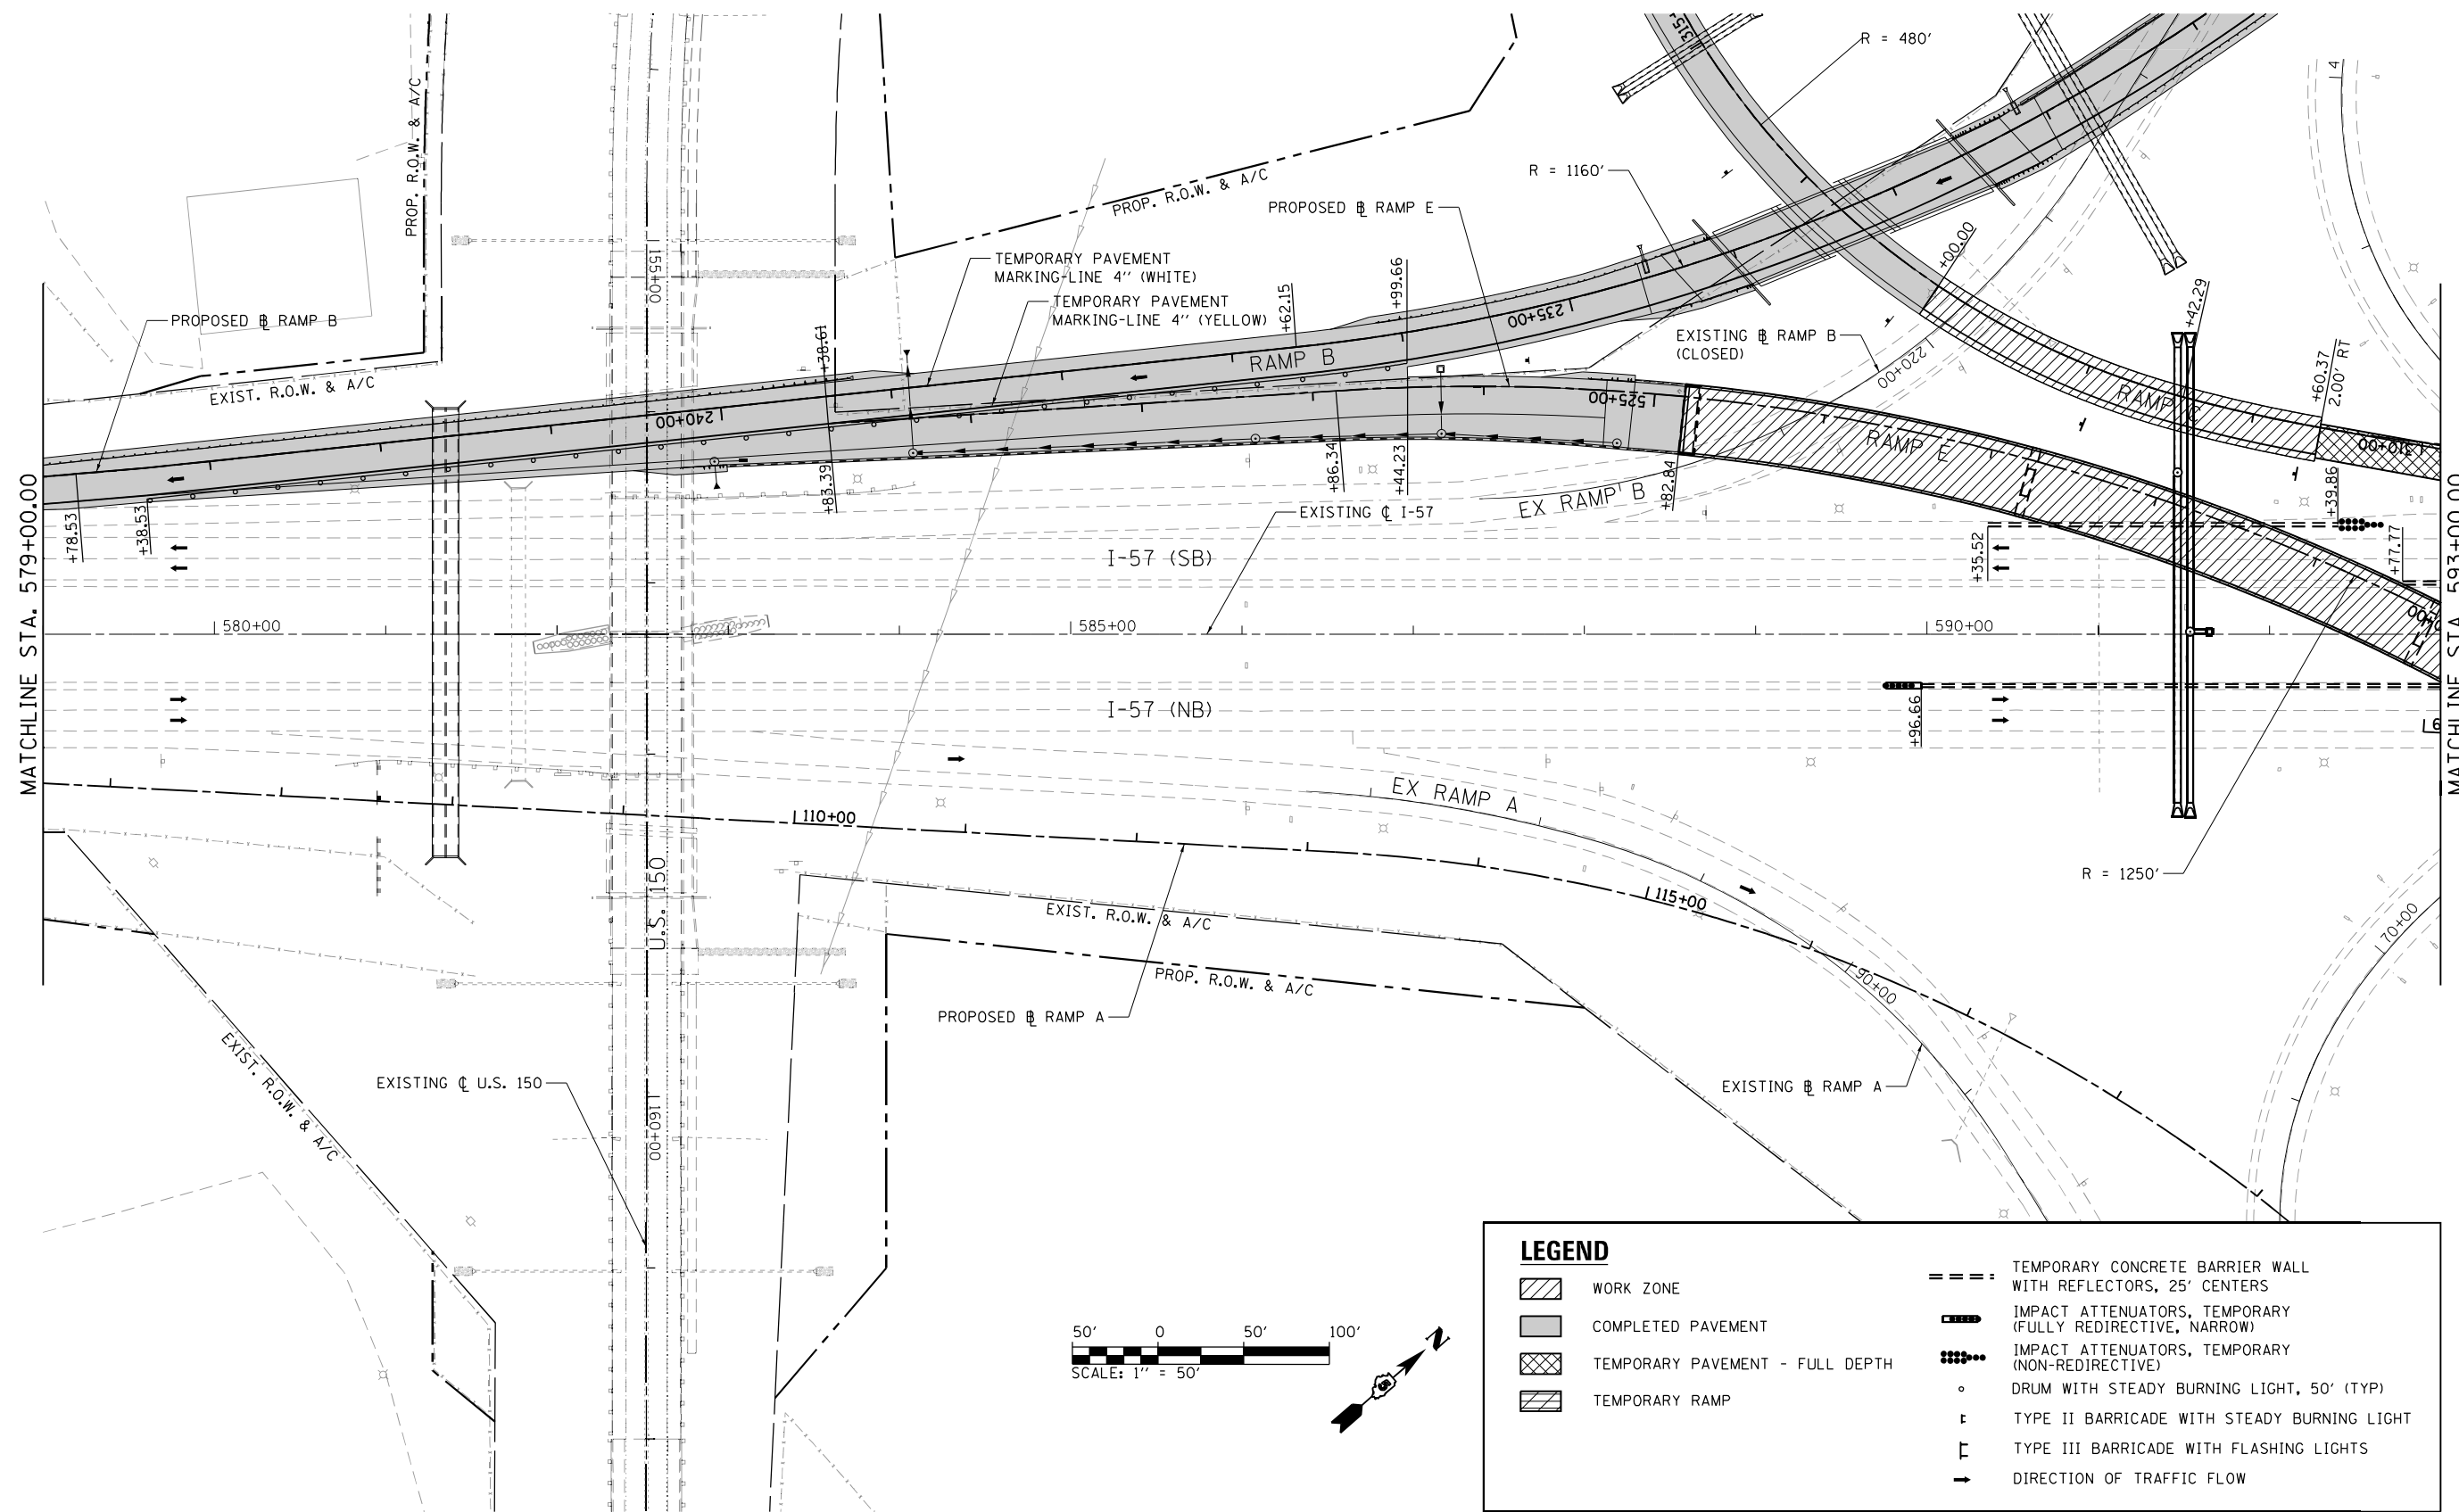 315+
R = 480'
4
PROP. R.O.W. & A/C
R = 1160'
PROP. R.O.W. & A/C
PROPOSED ⅊ RAMP E
+00.00
155+00
TEMPORARY PAVEMENT
MARKING-LINE 4'' (WHITE)
TEMPORARY PAVEMENT
MARKING-LINE 4'' (YELLOW)
+62.15
+99.66
235+00
+42.29
PROPOSED ⅊ RAMP B
+38.61
EXISTING ⅊ RAMP B
(CLOSED)
220+00
RAMP B
EXIST. R.O.W. & A/C
+60.37
2.00' RT
240+00
525+00
RAMP
RAMP E
310+00
MATCHLINE STA. 579+00.00
+78.53
+38.53
+83.39
+86.34
+44.23
+82.84
EX RAMP B
EXISTING ℄ I-57
+39.86
+35.52
+77.77
MATCHLINE STA. 593+00.00
I-57 (SB)
580+00
585+00
590+00
I-57 (NB)
+96.66
EX RAMP A
110+00
U.S. 150
115+00
R = 1250'
EXIST. R.O.W. & A/C
70+00
PROP. R.O.W. & A/C
90+00
PROPOSED ⅊ RAMP A
EXIST. R.O.W. & A/C
EXISTING ℄ U.S. 150
160+00
EXISTING ⅊ RAMP A
50' 0 50' 100'
SCALE: 1'' = 50'
N
LEGEND
WORK ZONE
COMPLETED PAVEMENT
TEMPORARY PAVEMENT - FULL DEPTH
TEMPORARY RAMP
TEMPORARY CONCRETE BARRIER WALL
WITH REFLECTORS, 25' CENTERS
IMPACT ATTENUATORS, TEMPORARY
(FULLY REDIRECTIVE, NARROW)
IMPACT ATTENUATORS, TEMPORARY
(NON-REDIRECTIVE)
DRUM WITH STEADY BURNING LIGHT, 50' (TYP)
TYPE II BARRICADE WITH STEADY BURNING LIGHT
TYPE III BARRICADE WITH FLASHING LIGHTS
DIRECTION OF TRAFFIC FLOW